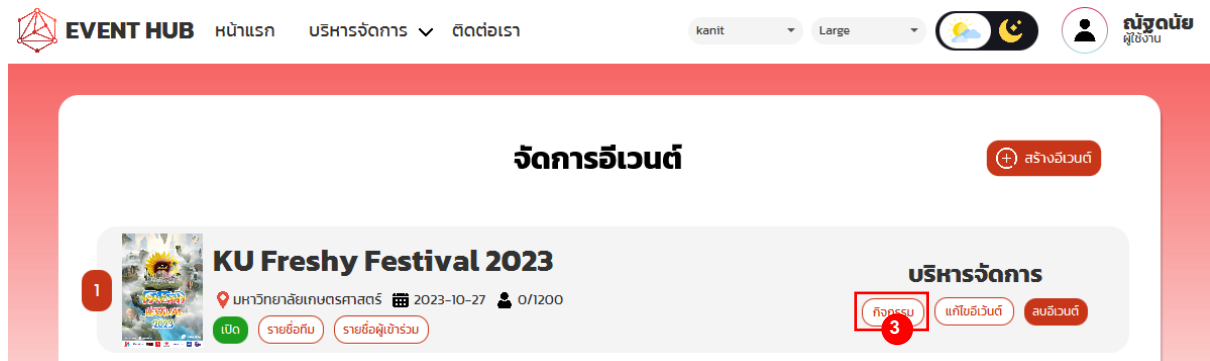 EVENT HUB หน้าแรก บริหารจัดการ ติดต่อเรา kanit Large ณัฐดนัย
ผู้ใช้งาน
จัดการอีเวนต์
สร้างอีเวนต์
1
KU Freshy Festival 2023
มหาวิทยาลัยเกษตรศาสตร์ 2023-10-27 0/1200
เปิด รายชื่อทีม รายชื่อผู้เข้าร่วม
บริหารจัดการ
กิจกรรม แก้ไขอีเว้นต์ ลบอีเวนต์
3